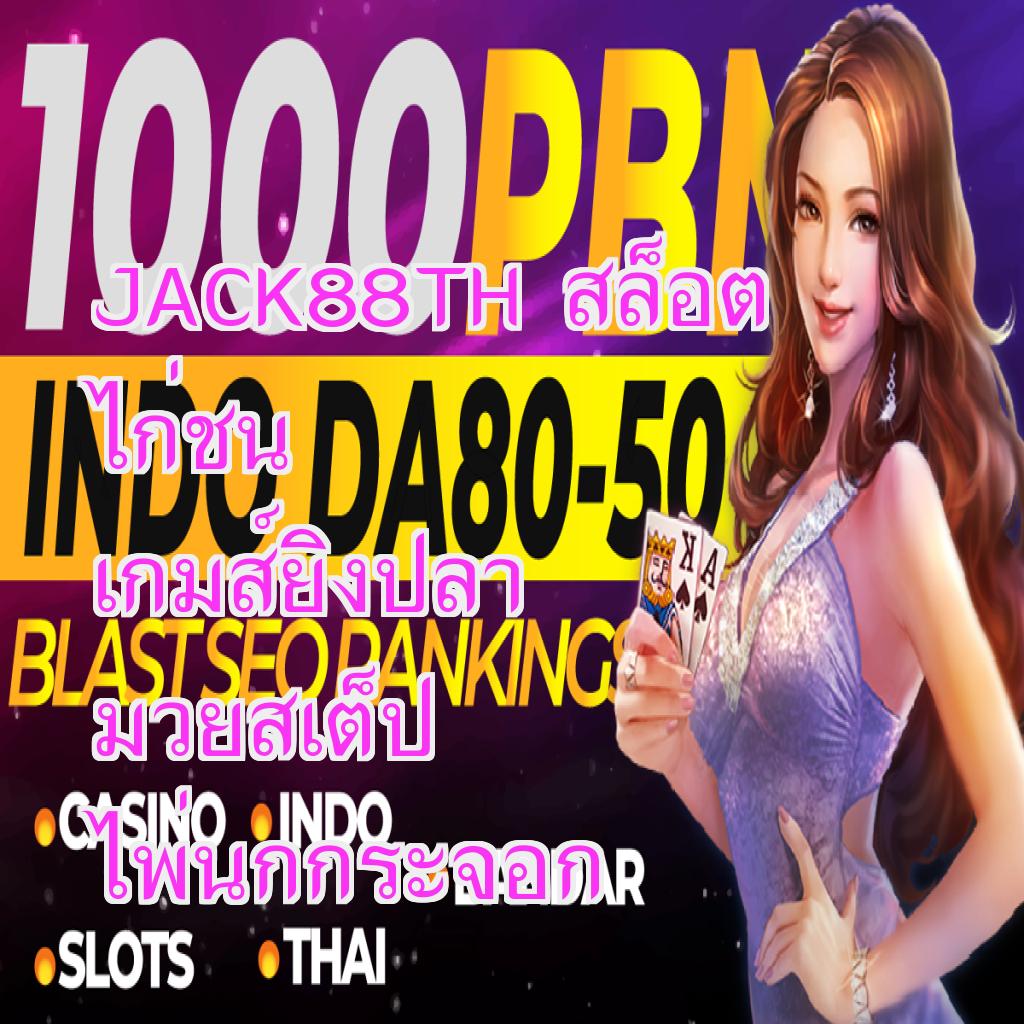 1000PBN
JACK88TH สล็อต
ไก่ชน
INDO DA80-50
เกมส์ยิงปลา
BLAST SEO RANKINGS
มวยสเต็ป
CASINO
INDO
ไพ่นกกระจอก
BANDAR
SLOTS
THAI
K
A